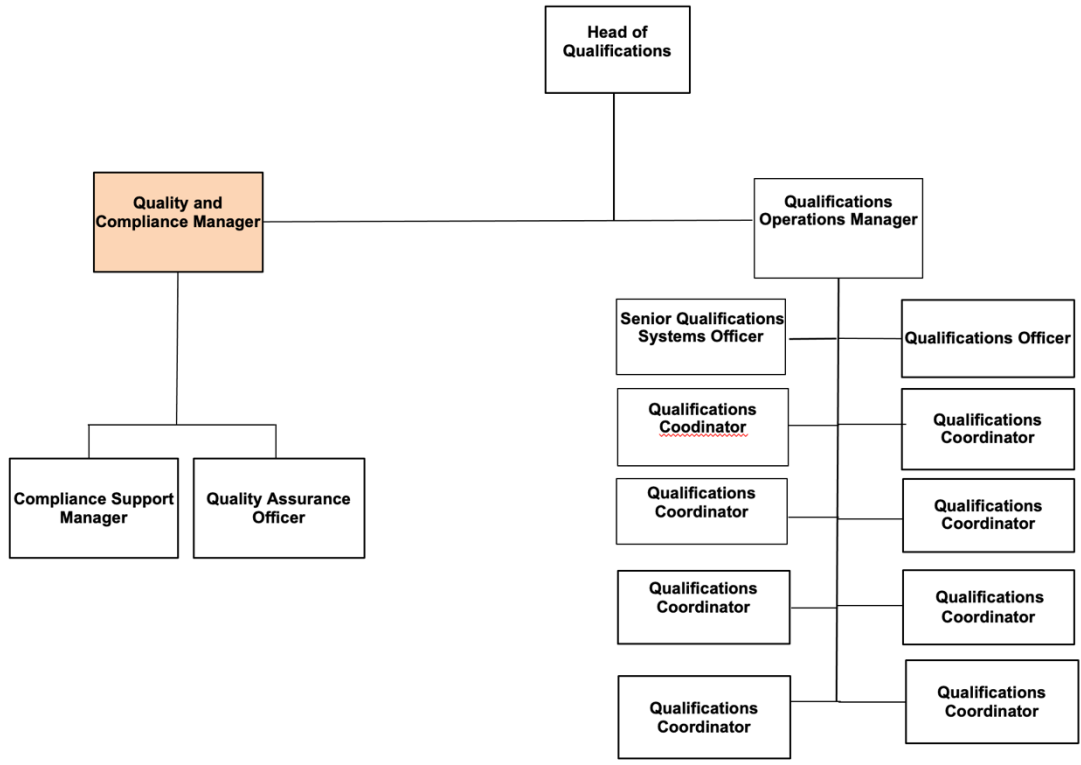 Head of
Qualifications
Quality and
Compliance Manager
Qualifications
Operations Manager
Senior Qualifications
Systems Officer
Qualifications Officer
Qualifications
Coodinator
Qualifications
Coordinator
Compliance Support
Manager
Quality Assurance
Officer
Qualifications
Coordinator
Qualifications
Coordinator
Qualifications
Coordinator
Qualifications
Coordinator
Qualifications
Coordinator
Qualifications
Coordinator